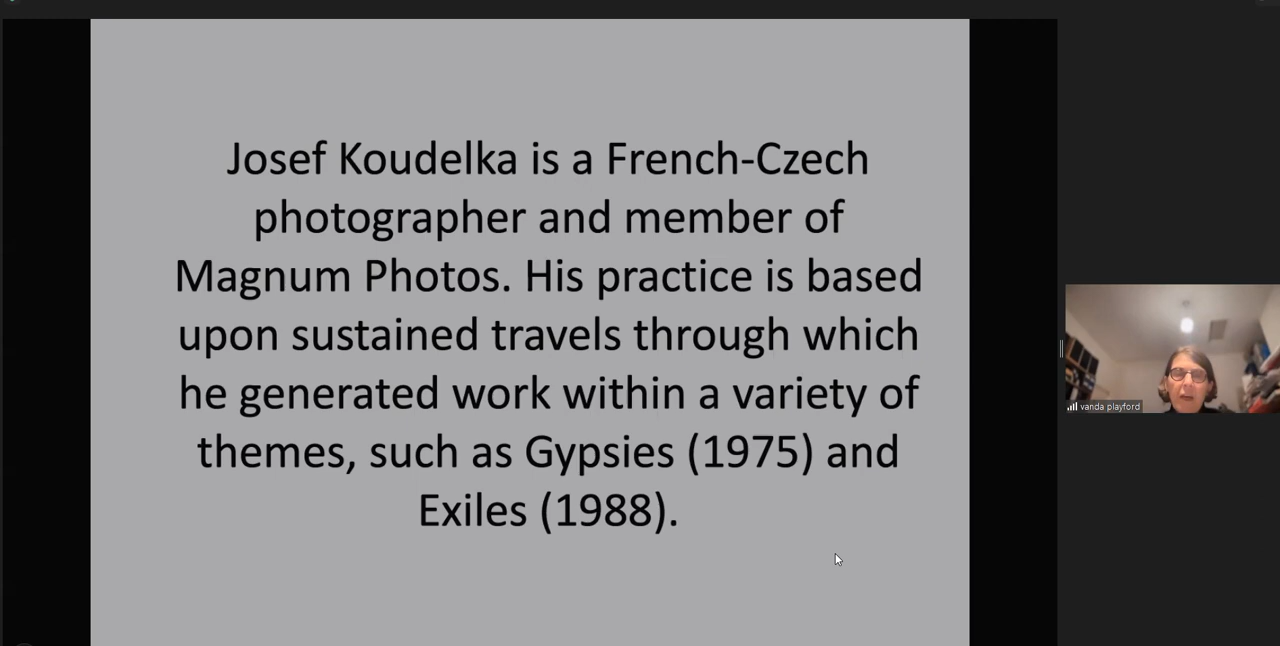 Josef Koudelka is a French-Czech
photographer and member of
Magnum Photos. His practice is based
upon sustained travels through which
he generated work within a variety of
themes, such as Gypsies (1975) and
Exiles (1988).
vanda playford